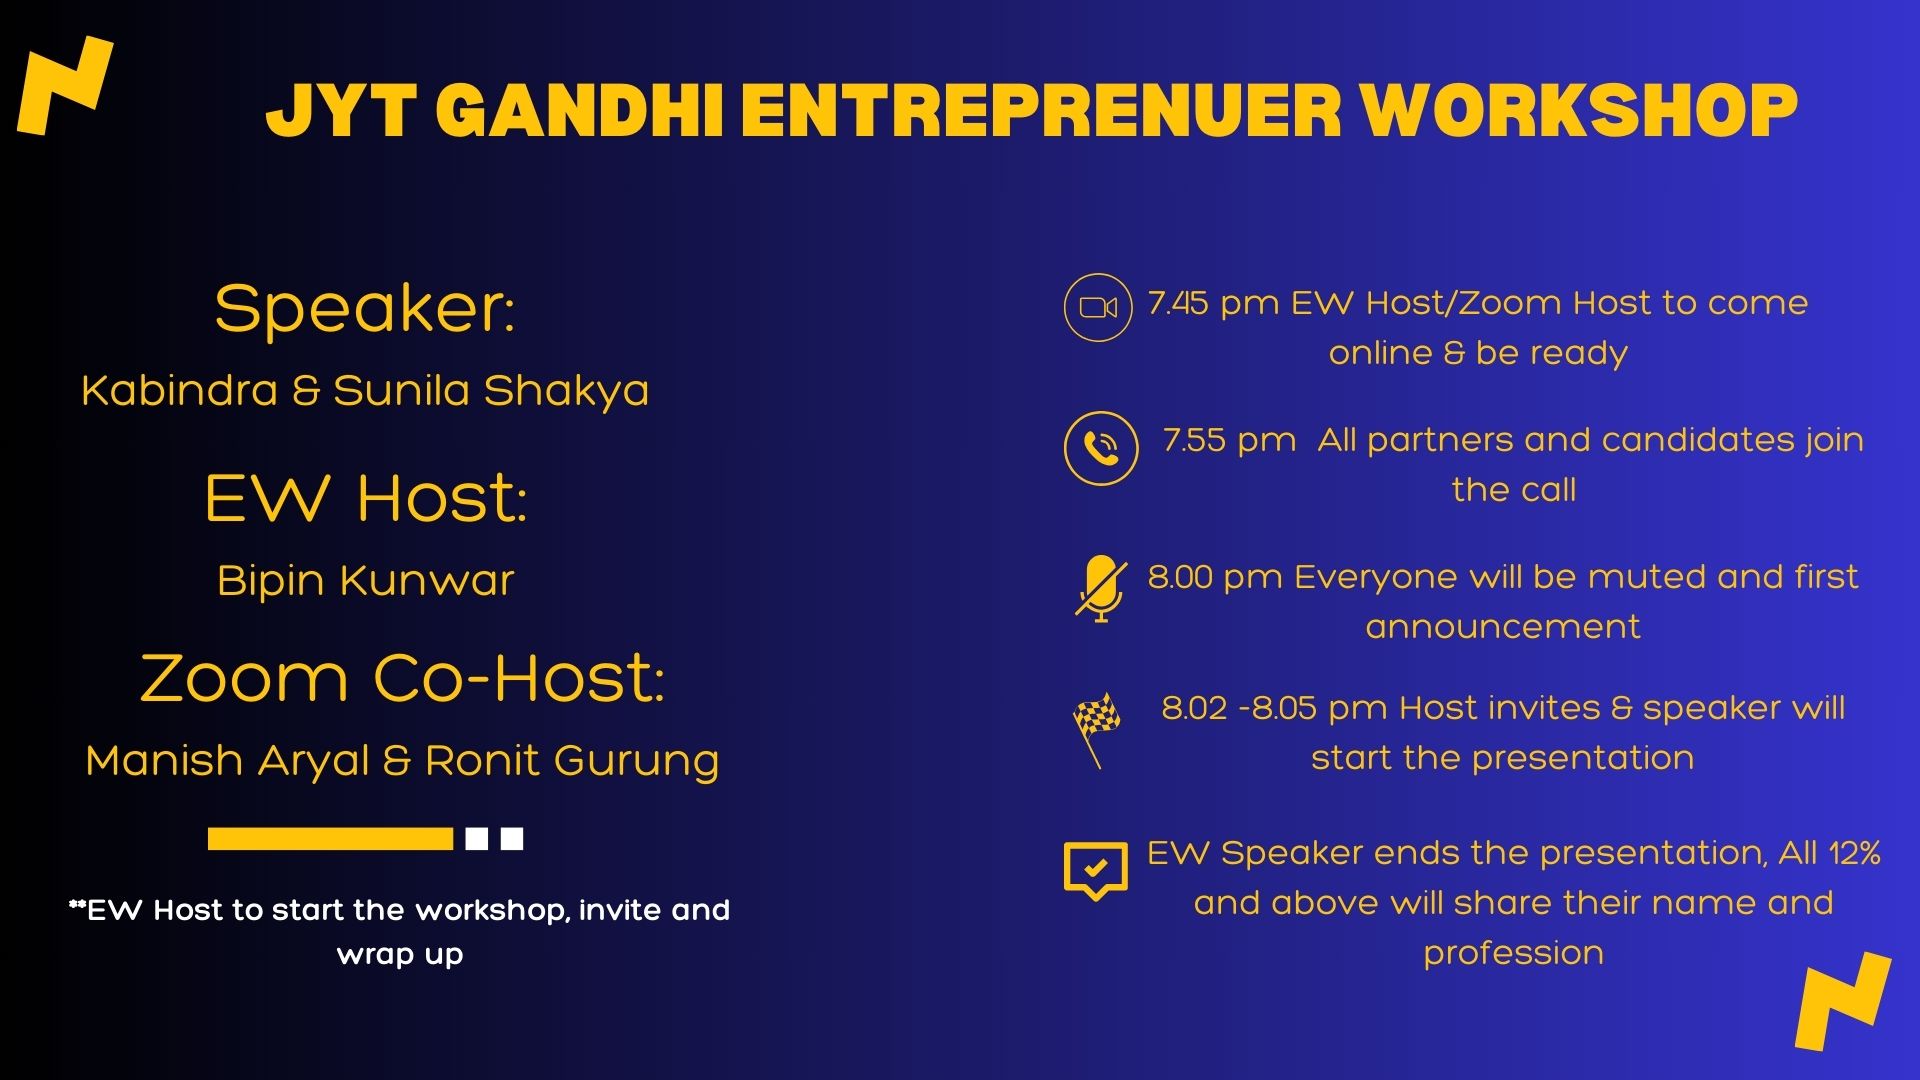 JYT GANDHI ENTREPRENUER WORKSHOP
Speaker:
Kabindra & Sunila Shakya
EW Host:
Bipin Kunwar
Zoom Co-Host:
Manish Aryal & Ronit Gurung
**EW Host to start the workshop, invite and
wrap up
7.45 pm EW Host/Zoom Host to come
online & be ready
7.55 pm  All partners and candidates join
the call
8.00 pm Everyone will be muted and first
announcement
8.02 -8.05 pm Host invites & speaker will
start the presentation
EW Speaker ends the presentation, All 12%
and above will share their name and
profession